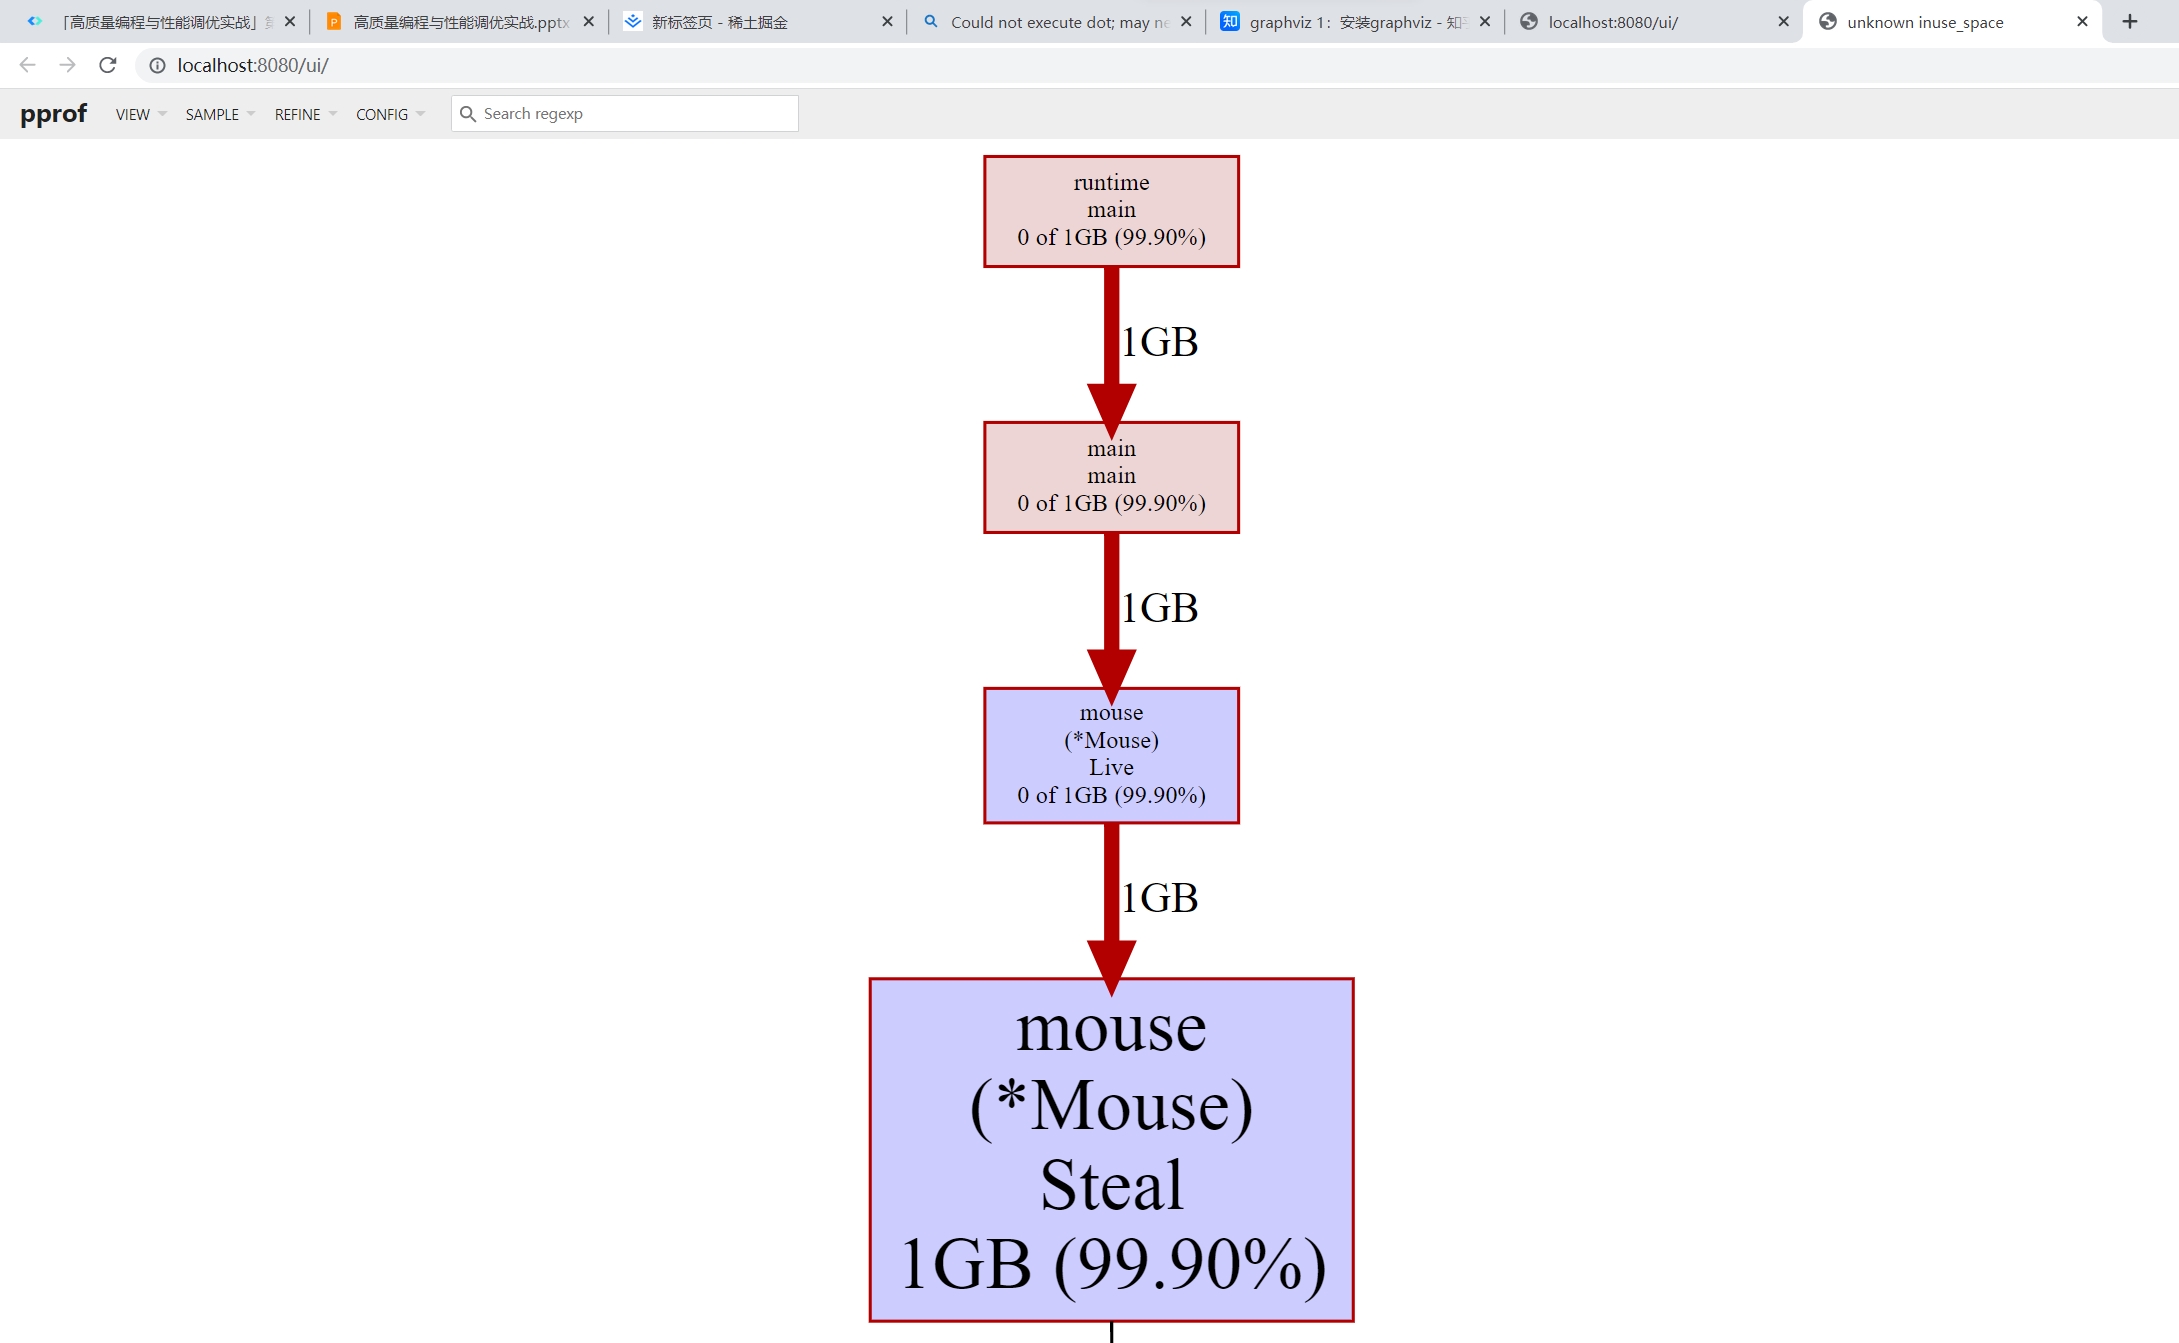 「高质量编程与性能调优实战」
高质量编程与性能调优实战.pptx
新标签页 - 稀土掘金
Could not execute dot; may ne
graphviz 1：安装graphviz - 知
localhost:8080/ui/
unknown inuse_space
localhost:8080/ui/
pprof VIEW SAMPLE REFINE CONFIG Search regexp
runtime
main
0 of 1GB (99.90%)
1GB
main
main
0 of 1GB (99.90%)
1GB
mouse
(*Mouse)
Live
0 of 1GB (99.90%)
1GB
mouse
(*Mouse)
Steal
1GB (99.90%)